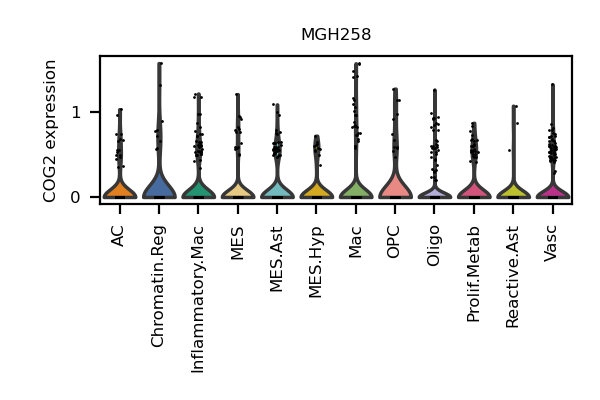 MGH258
COG2 expression
1
0
AC
Chromatin.Reg
Inflammatory.Mac
MES
MES.Ast
MES.Hyp
Mac
OPC
Oligo
Prolif.Metab
Reactive.Ast
Vasc